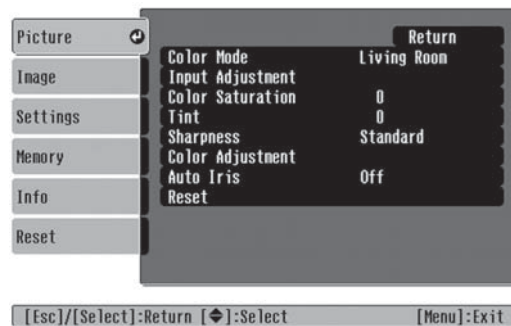 Picture
Image
Settings
Memory
Info
Reset
Return
Color Mode Living Room
Input Adjustment
Color Saturation 0
Tint 0
Sharpness Standard
Color Adjustment
Auto Iris Off
Reset
[Esc]/[Select]:Return [◆]:Select [Menu]:Exit